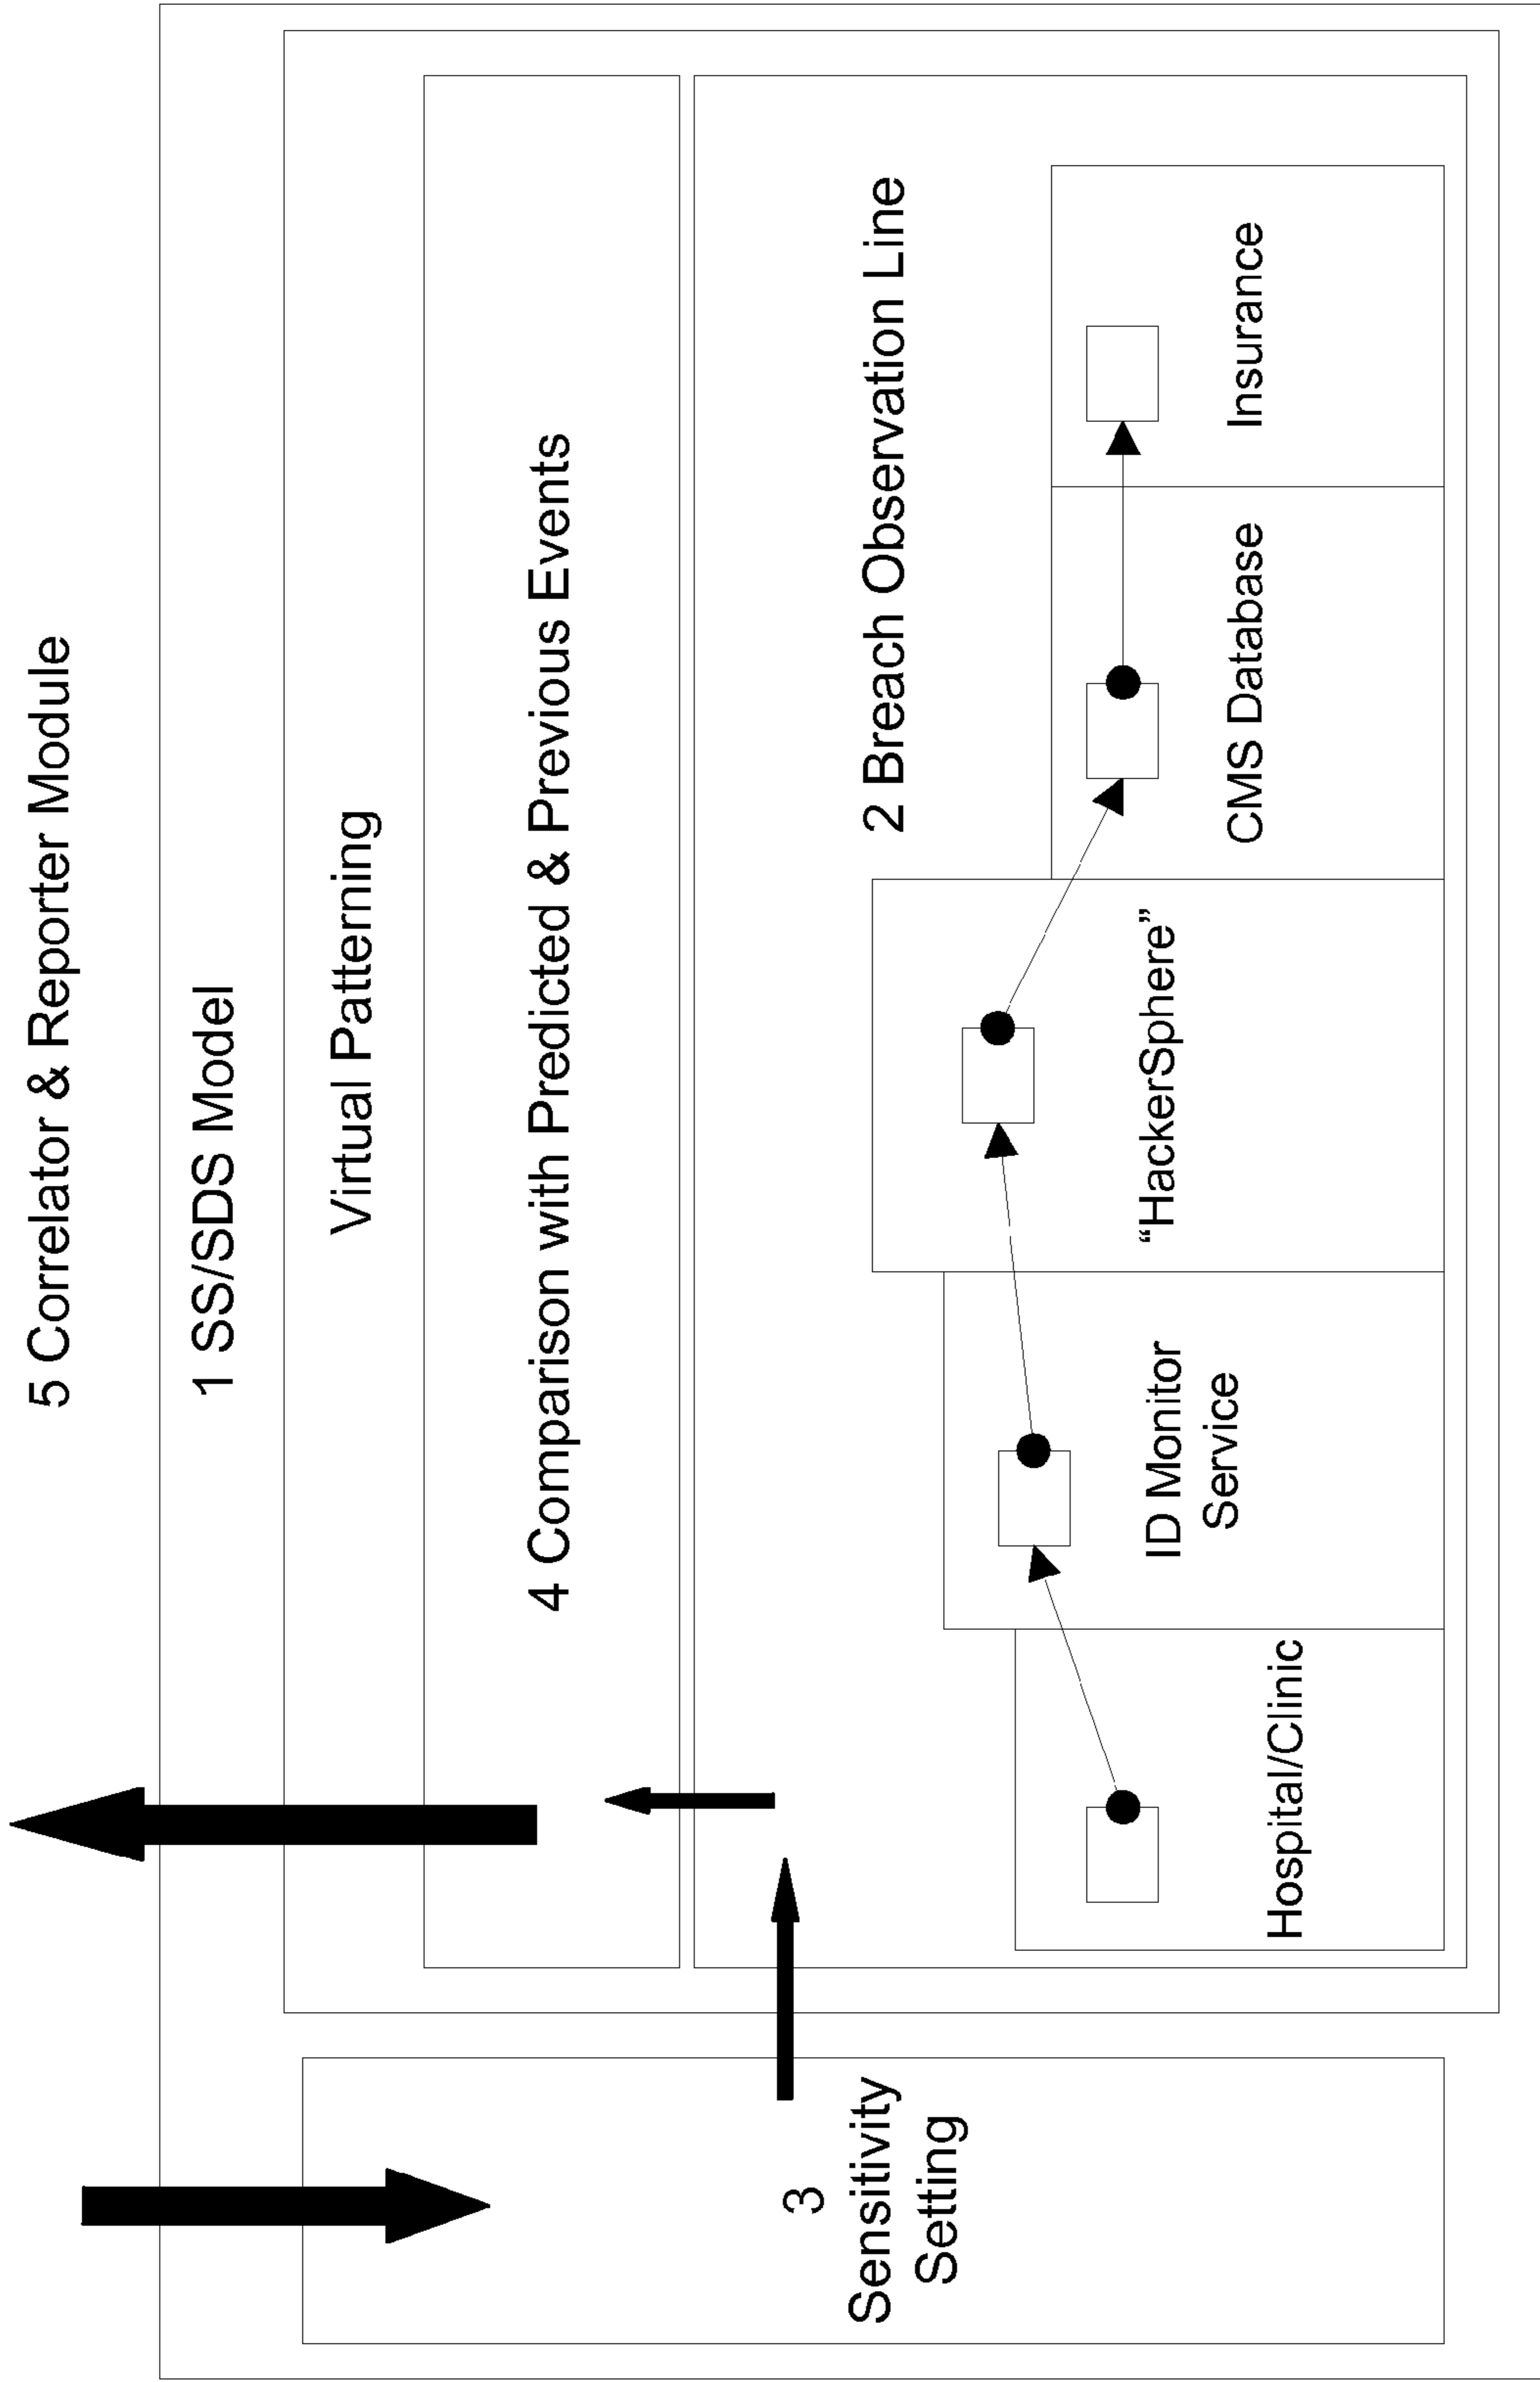 5 Correlator & Reporter Module
1 SS/SDS Model
Virtual Patterning
4 Comparison with Predicted & Previous Events
2 Breach Observation Line
3
Sensitivity
Setting
Hospital/Clinic
ID Monitor
Service
“HackerSphere”
CMS Database
Insurance